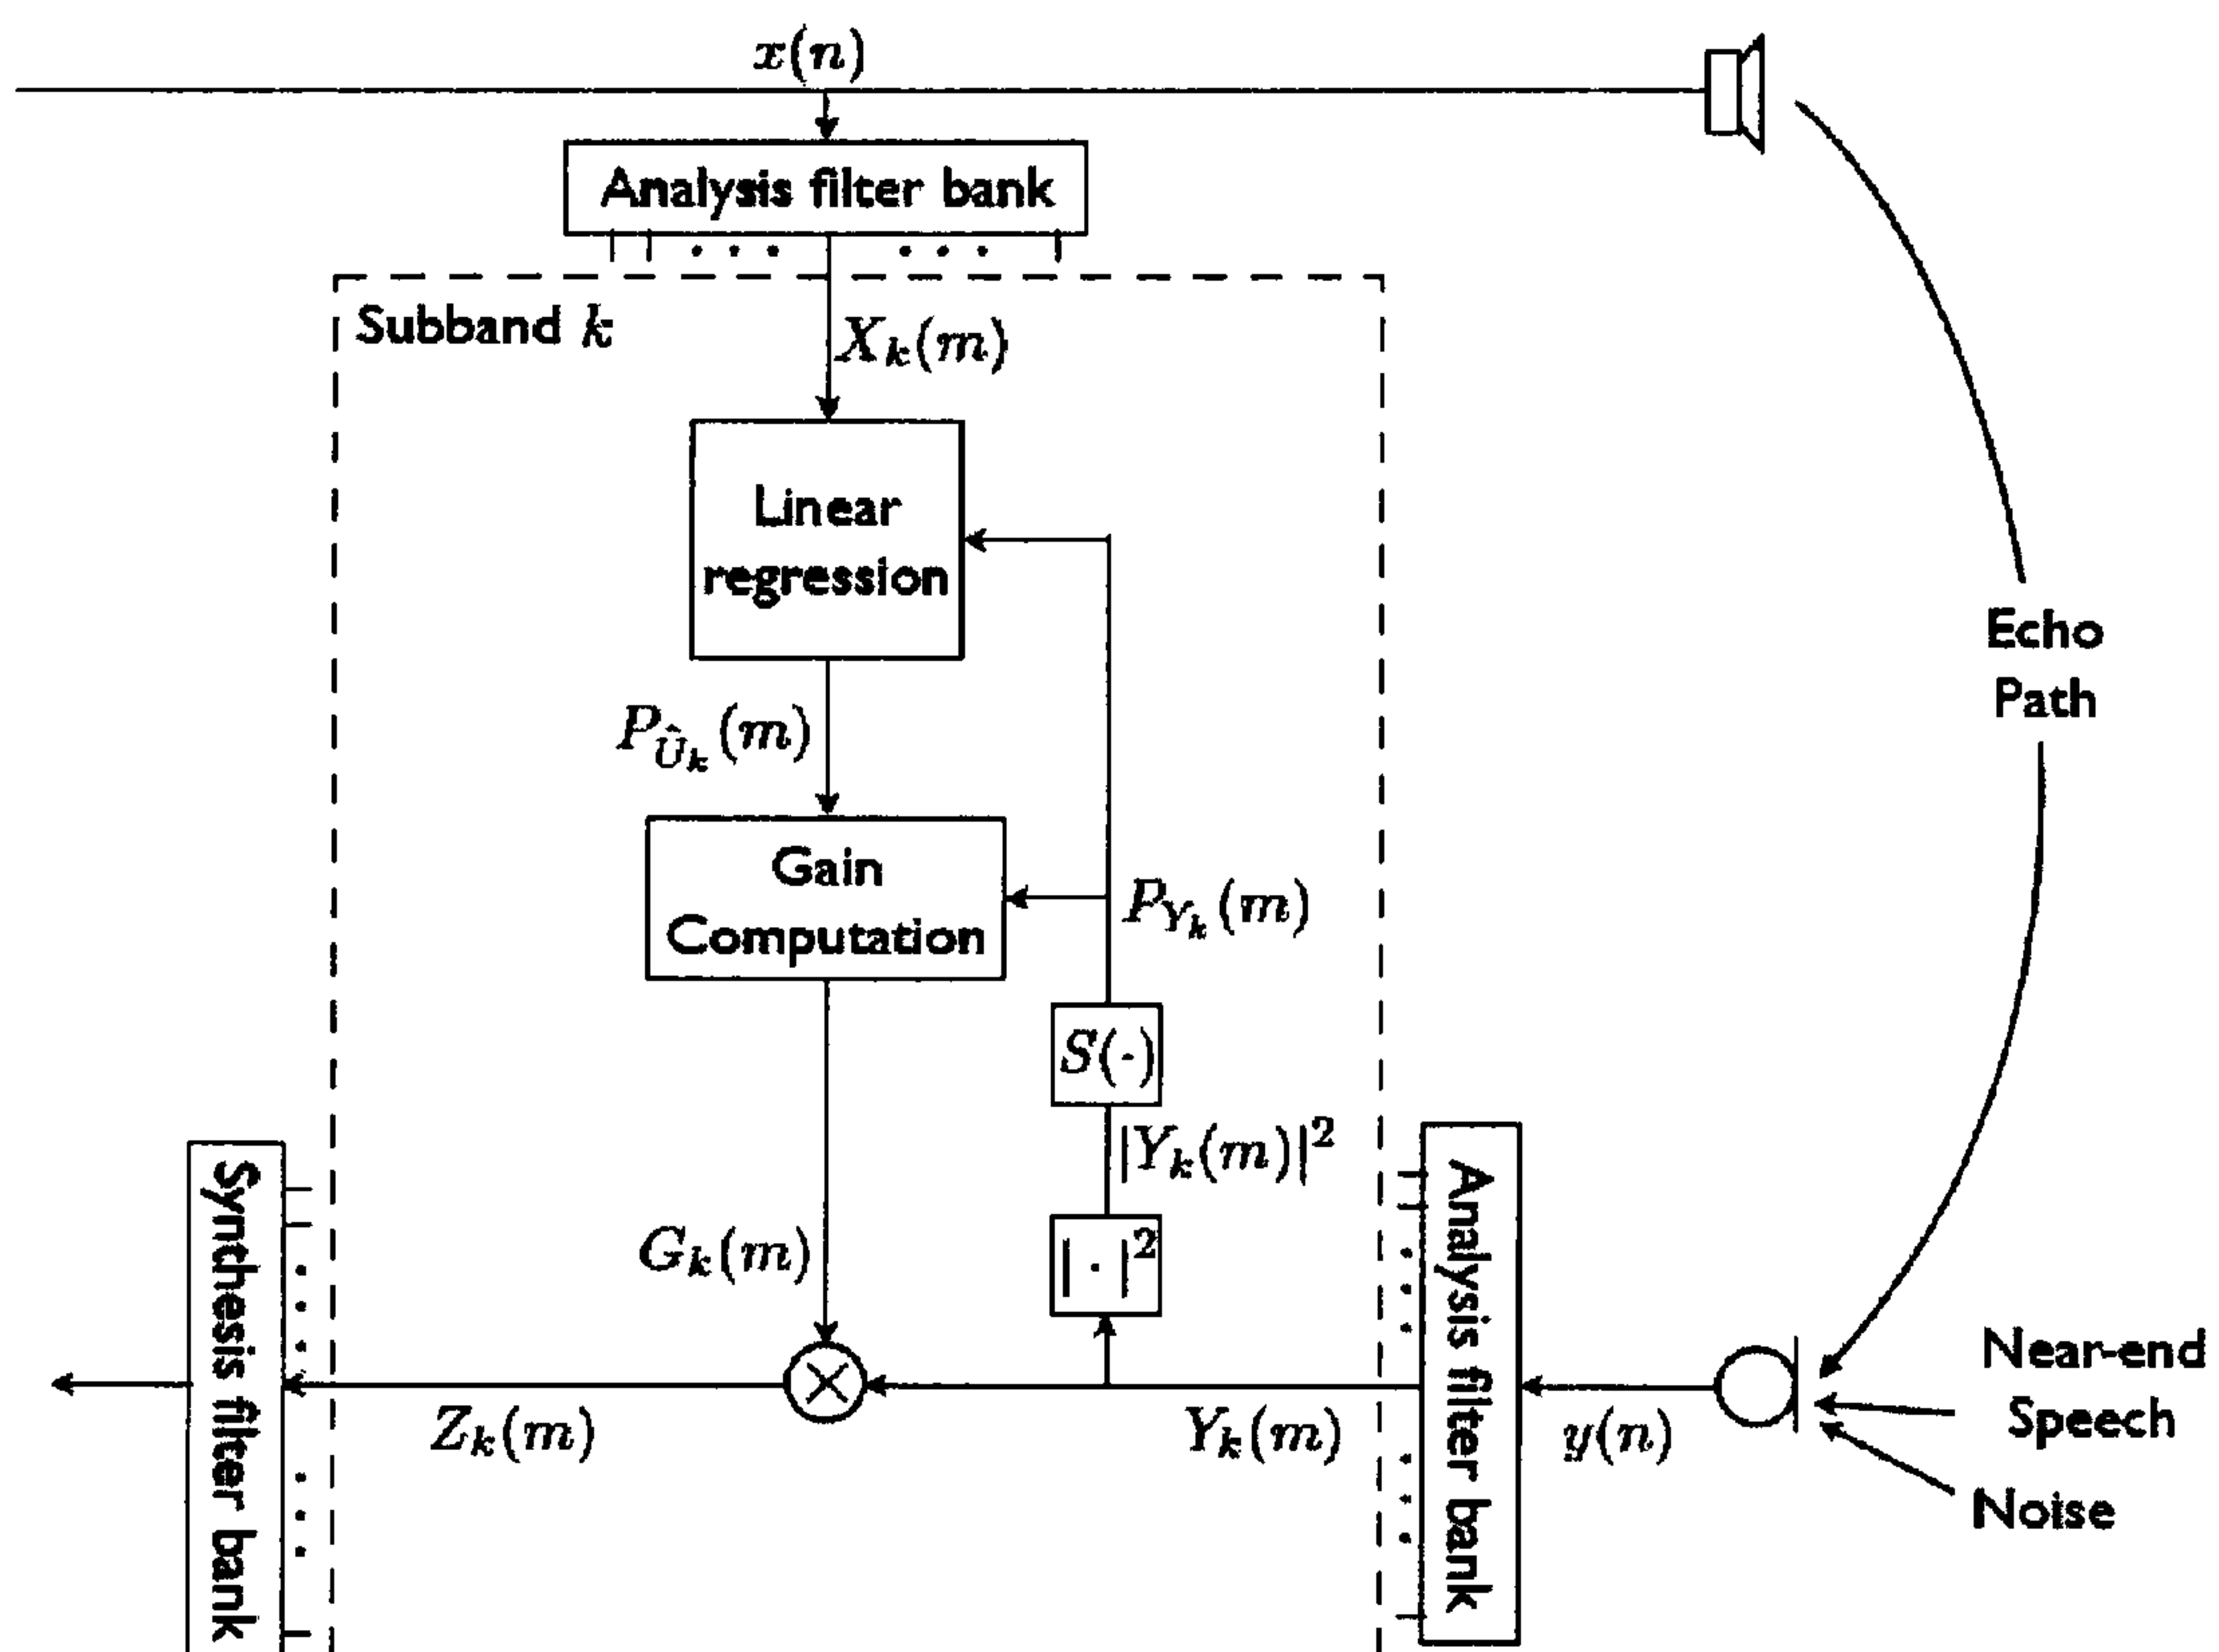 x(n)
Analysis filter bank
Subband k
X_k(m)
Linear
regression
Echo
Path
P_{Û_k}(m)
Gain
Computation
P_{Y_k}(m)
S(·)
|Y_k(m)|²
G_k(m)
|·|²
Synthesis filter bank
Analysis filter bank
Z_k(m)
Y_k(m)
y(n)
Near-end
Speech
Noise